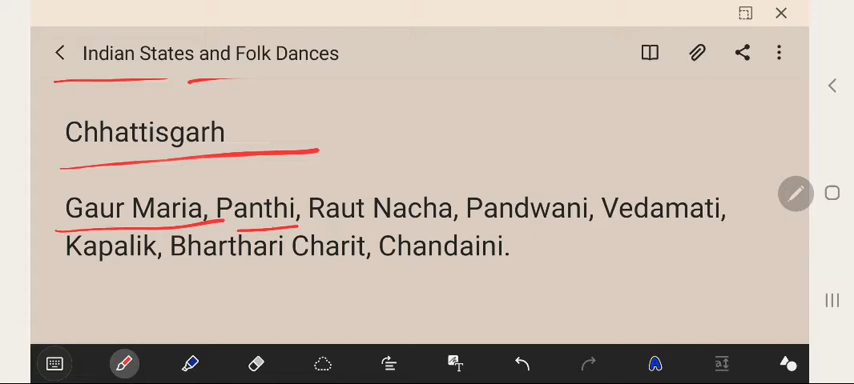 Indian States and Folk Dances
Chhattisgarh
Gaur Maria, Panthi, Raut Nacha, Pandwani, Vedamati,
Kapalik, Bharthari Charit, Chandaini.